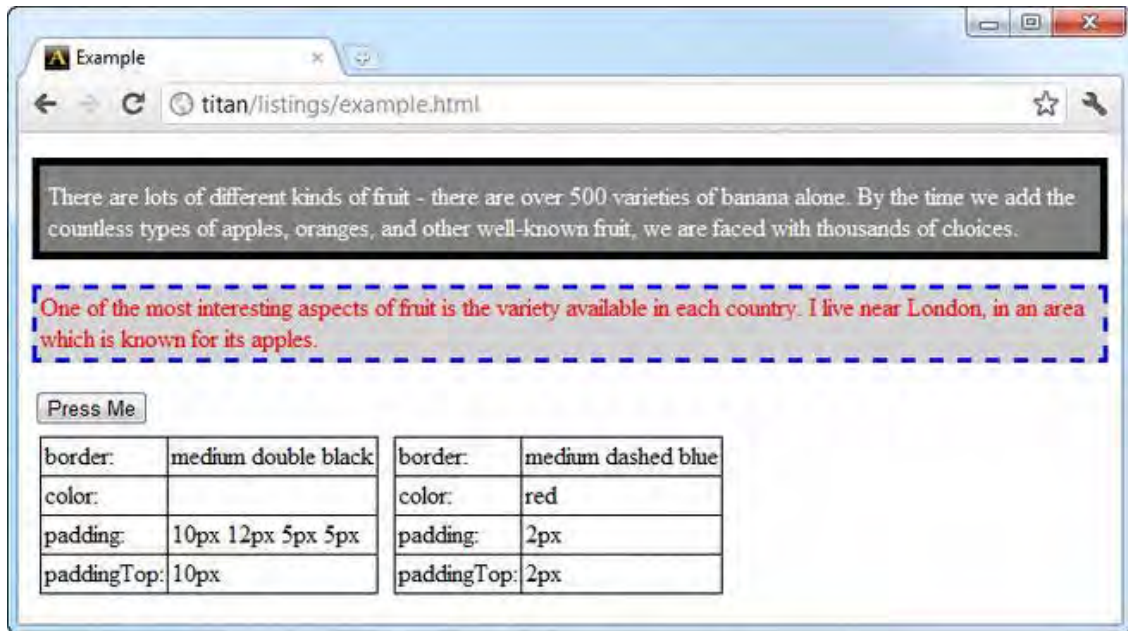 Example
titan/listings/example.html
There are lots of different kinds of fruit - there are over 500 varieties of banana alone. By the time we add the
countless types of apples, oranges, and other well-known fruit, we are faced with thousands of choices.
One of the most interesting aspects of fruit is the variety available in each country. I live near London, in an area
which is known for its apples.
Press Me
border: medium double black
color:
padding: 10px 12px 5px 5px
paddingTop: 10px
border: medium dashed blue
color: red
padding: 2px
paddingTop: 2px